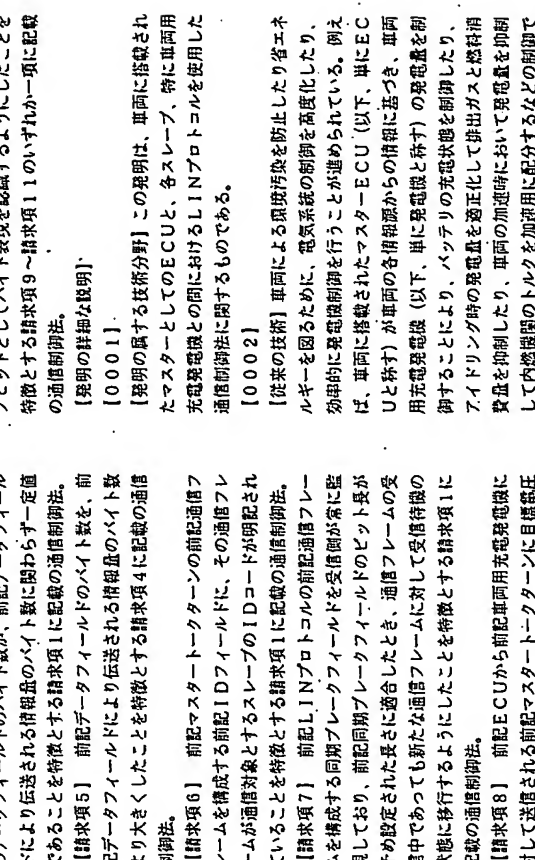 データフィールドのバイト数が、前記データフィール
ドにより伝送される情報量のバイト数に関わらず一定値
であることを特徴とする請求項1に記載の通信制御法。
【請求項5】 前記データフィールドのバイト数を、前
記データフィールドにより伝送される情報量のバイト数
より大きくしたことを特徴とする請求項4に記載の通信
制御法。
【請求項6】 前記マスタートークターンの前記通信フ
レームを構成する前記IDフィールドに、その通信フレ
ームが通信対象とするスレーブのIDコードが明記され
ていることを特徴とする請求項1に記載の通信制御法。
【請求項7】 前記LINプロトコルの前記通信フレー
ムを構成する同期ブレークフィールドを受信側が常に監
視しており、前記同期ブレークフィールドのビット長が
予め設定された長さに適合したとき、通信フレームの受
信中であっても新たな通信フレームに対して受信待機の
状態に移行するようにしたことを特徴とする請求項1に
記載の通信制御法。
【請求項8】 前記ECUから前記車両用充電発電機に
対して送信される前記マスタートークターンに目標電圧
ビットとしてバイト表現を認識するようにしたことを
特徴とする請求項9~請求項11のいずれか一項に記載
の通信制御法。
【発明の詳細な説明】
【0001】
【発明の属する技術分野】この発明は、車両に搭載され
たマスターとしてのECUと、各スレーブ、特に車両用
充電発電機との間におけるLINプロトコルを使用した
通信制御法に関するものである。
【0002】
【従来の技術】車両による環境汚染を防止したり省エネ
ルギーを図るために、電気系統の制御を高度化したり、
効率的に発電機制御を行うことが進められている。例え
ば、車両に搭載されたマスターECU(以下、単にEC
Uと称す)が車両の各情報源からの情報に基づき、車両
用充電発電機(以下、単に発電機と称す)の発電量を制
御することにより、バッテリの充電状態を制御したり、
アイドリング時の発電量を適正化して排出ガスと燃料消
費量を抑制したり、車両の加速時において発電量を抑制
して内燃機関のトルクを加速用に配分するなどの制御で